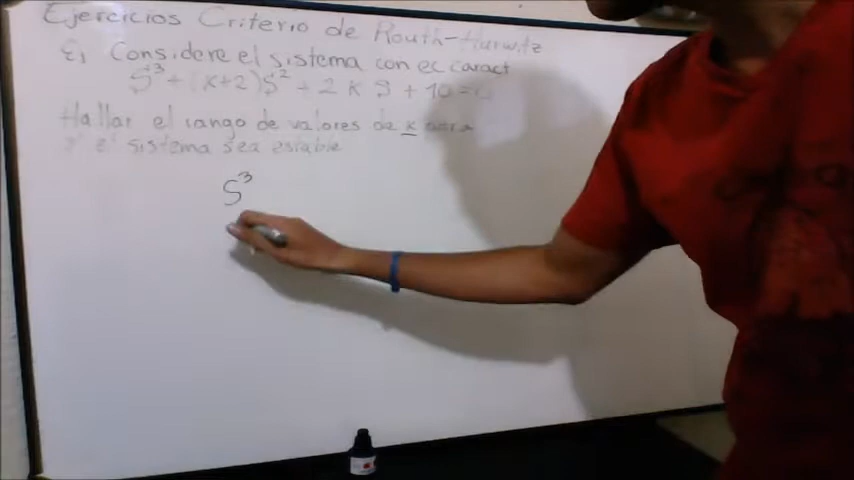 Ejercicios Criterio de Routh-Hurwitz
E1 Considere el sistema con ec caract
S³ + (K+2)S² + 2KS + 10 = 0
Hallar el rango de valores de K para
el sistema sea estable
S³